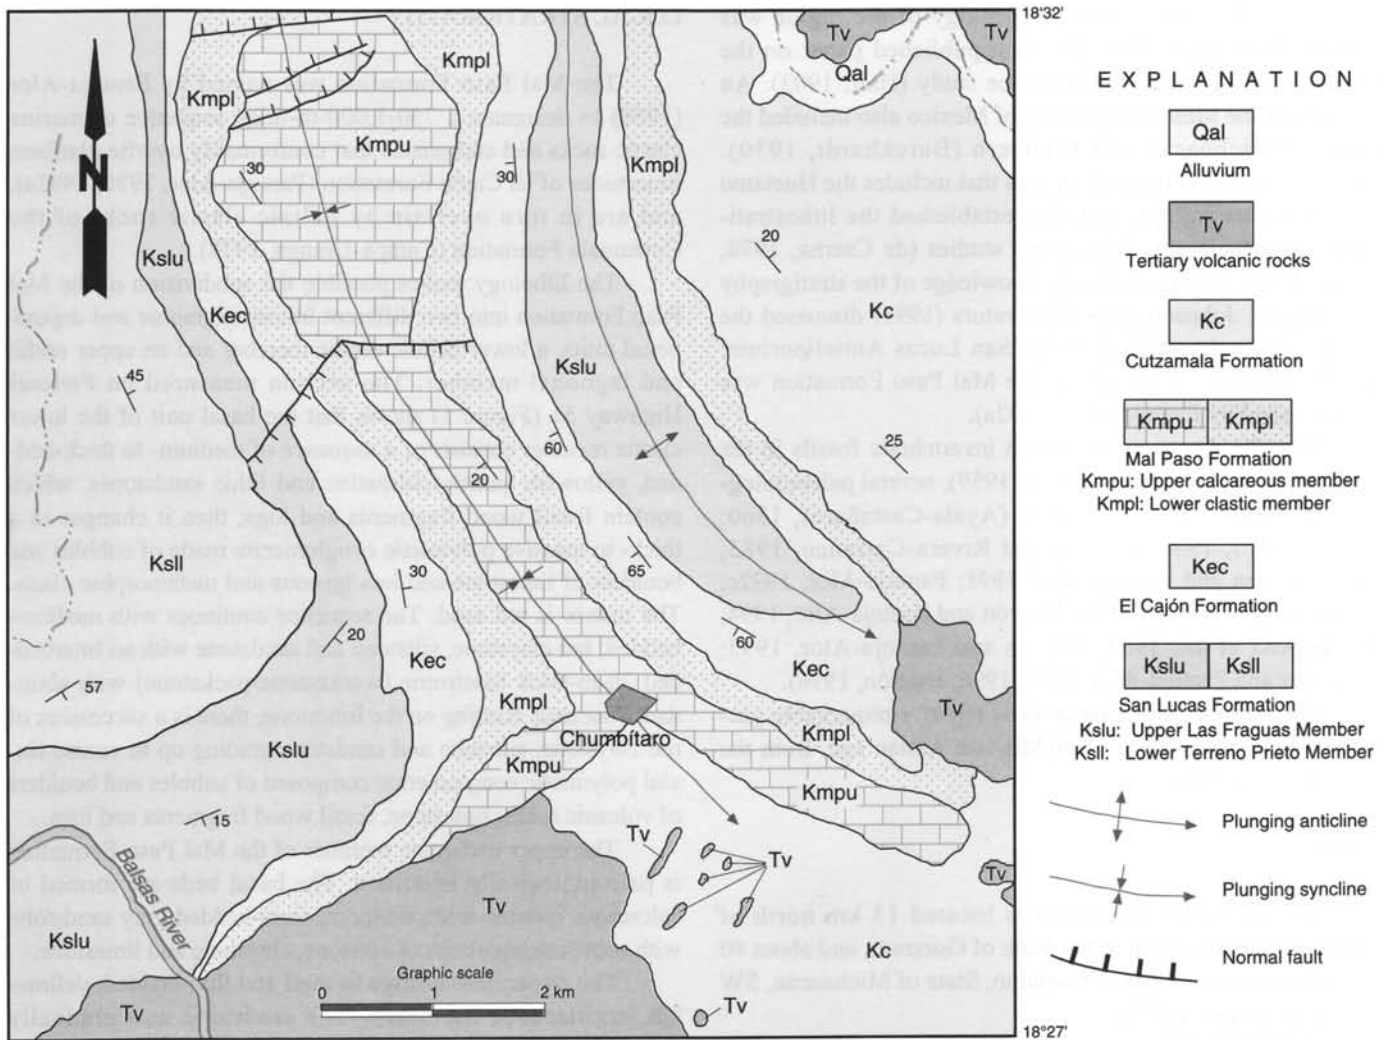 18°32'
Tv
Qal
Kmpl
Kmpl
Kmpu
30
30
Kmpl
N
Kslu
20
Kec
Kc
Kslu
45
25
60
20
Ksll
30
65
20
60
Kec
Kec
57
Tv
Kmpl
Chumbítaro
Kmpl
Kslu
Kmpu
Kmpu
15
Tv
Tv
Tv
Balsas River
Tv
Kslu
Kc
Graphic scale
0 1 2 km
Tv
Tv
18°27'
EXPLANATION
Qal
Alluvium
Tv
Tertiary volcanic rocks
Kc
Cutzamala Formation
Kmpu Kmpl
Mal Paso Formation
Kmpu: Upper calcareous member
Kmpl: Lower clastic member
Kec
El Cajón Formation
Kslu Ksll
San Lucas Formation
Kslu: Upper Las Fraguas Member
Ksll: Lower Terreno Prieto Member
Plunging anticline
Plunging syncline
Normal fault